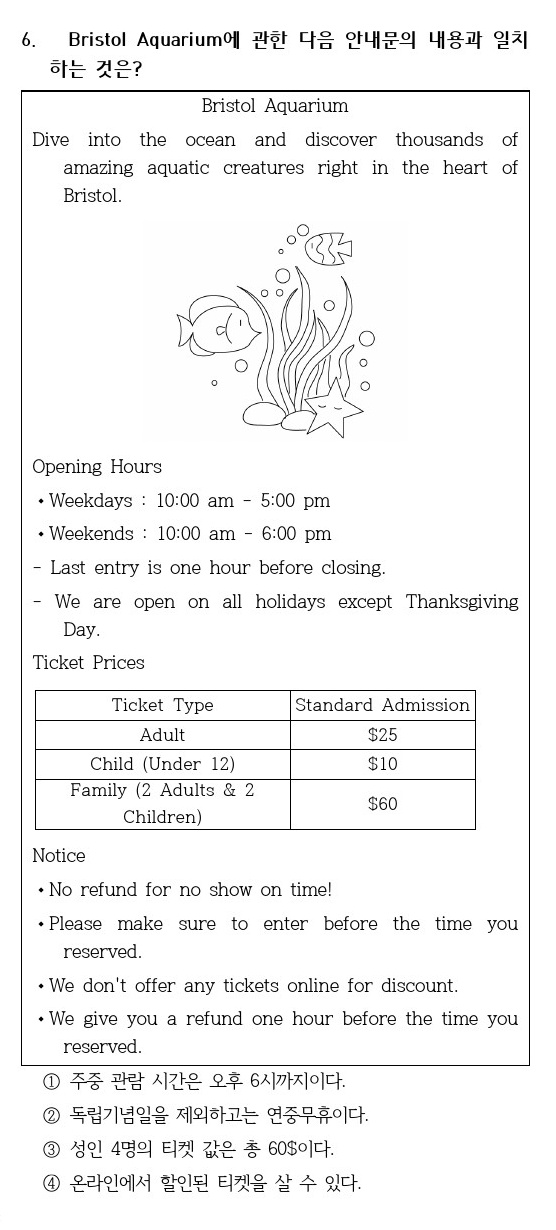 6. Bristol Aquarium에 관한 다음 안내문의 내용과 일치
하는 것은?
Bristol Aquarium
Dive into the ocean and discover thousands of
amazing aquatic creatures right in the heart of
Bristol.
Opening Hours
• Weekdays : 10:00 am - 5:00 pm
• Weekends : 10:00 am - 6:00 pm
- Last entry is one hour before closing.
- We are open on all holidays except Thanksgiving
Day.
Ticket Prices
Ticket Type Standard Admission
Adult $25
Child (Under 12) $10
Family (2 Adults & 2
Children) $60
Notice
• No refund for no show on time!
• Please make sure to enter before the time you
reserved.
• We don't offer any tickets online for discount.
• We give you a refund one hour before the time you
reserved.
① 주중 관람 시간은 오후 6시까지이다.
② 독립기념일을 제외하고는 연중무휴이다.
③ 성인 4명의 티켓 값은 총 60$이다.
④ 온라인에서 할인된 티켓을 살 수 있다.